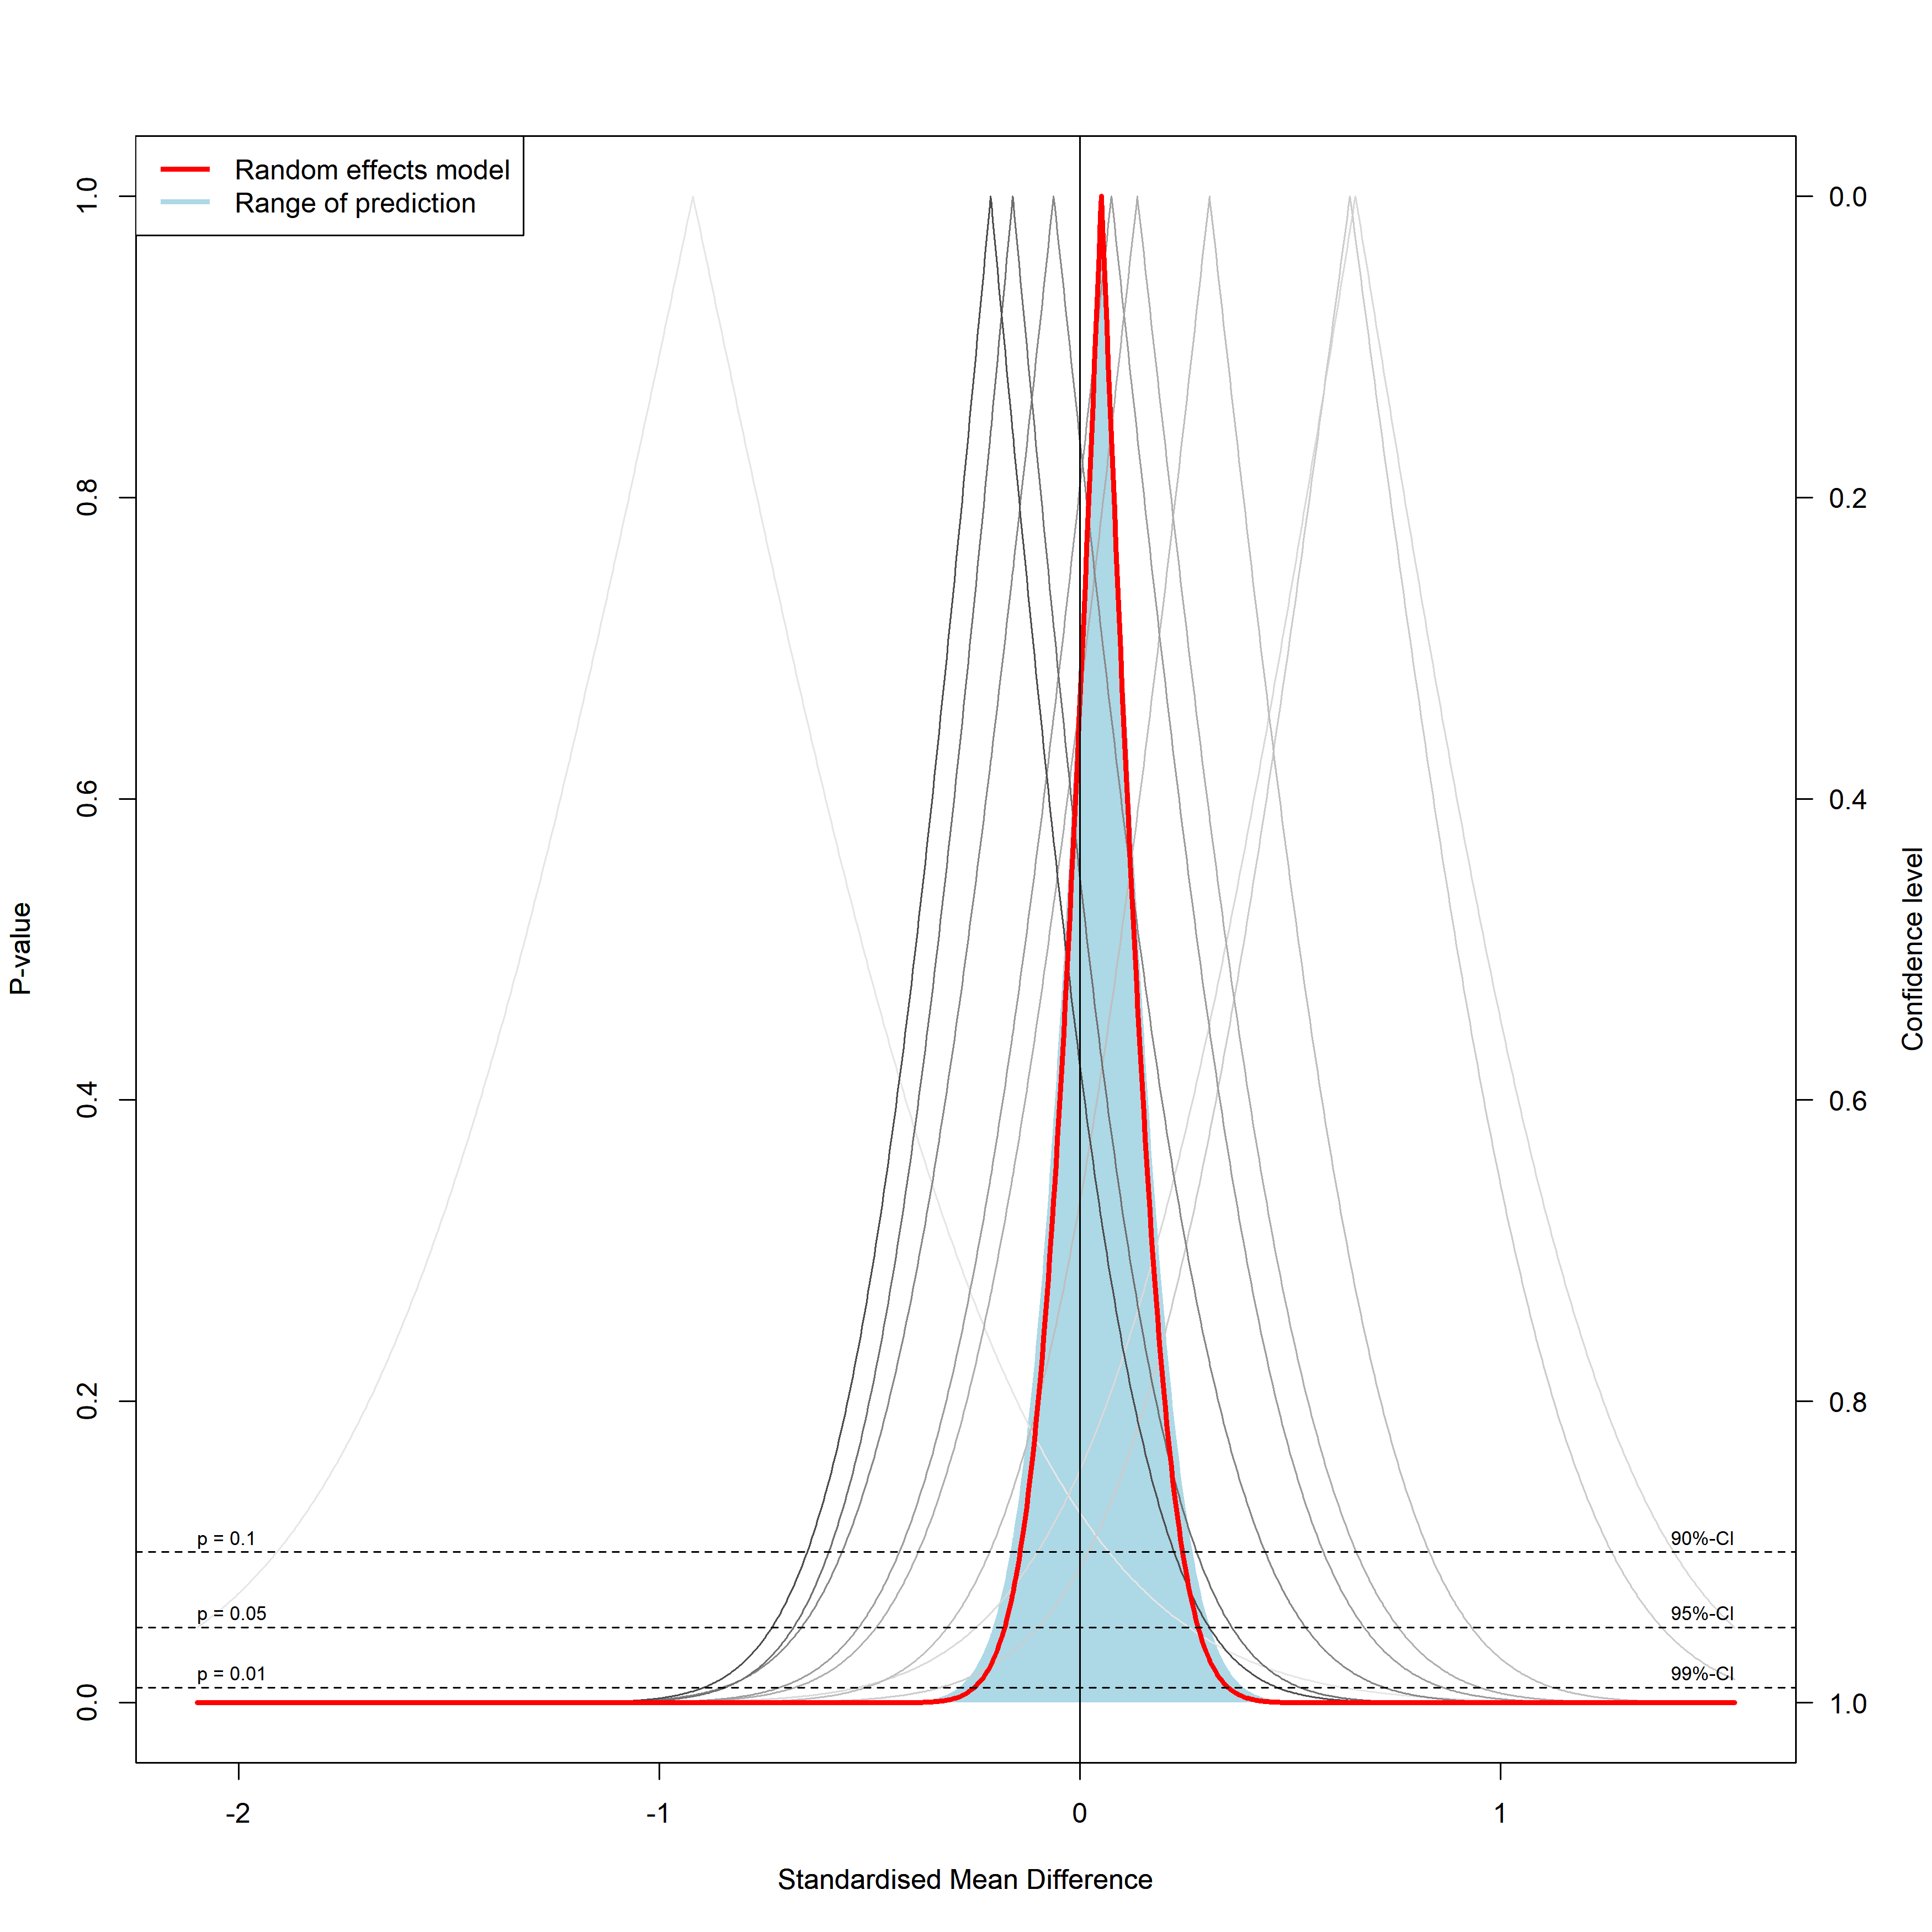 Random effects model
Range of prediction
1.0
0.8
0.6
0.4
0.2
0.0
P-value
0.0
0.2
0.4
0.6
0.8
1.0
Confidence level
p = 0.1
90%-CI
p = 0.05
95%-CI
p = 0.01
99%-CI
-2
-1
0
1
Standardised Mean Difference